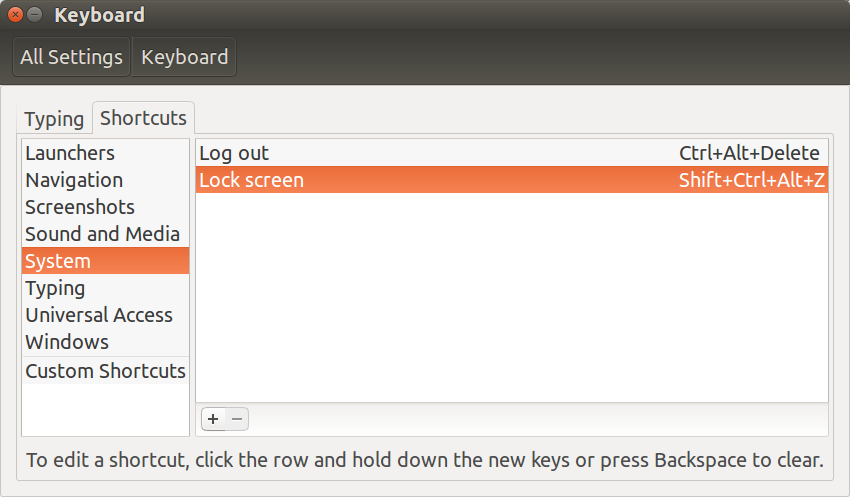 Keyboard
All Settings Keyboard
Typing Shortcuts
Launchers
Navigation
Screenshots
Sound and Media
System
Typing
Universal Access
Windows
Custom Shortcuts
Log out Ctrl+Alt+Delete
Lock screen Shift+Ctrl+Alt+Z
To edit a shortcut, click the row and hold down the new keys or press Backspace to clear.